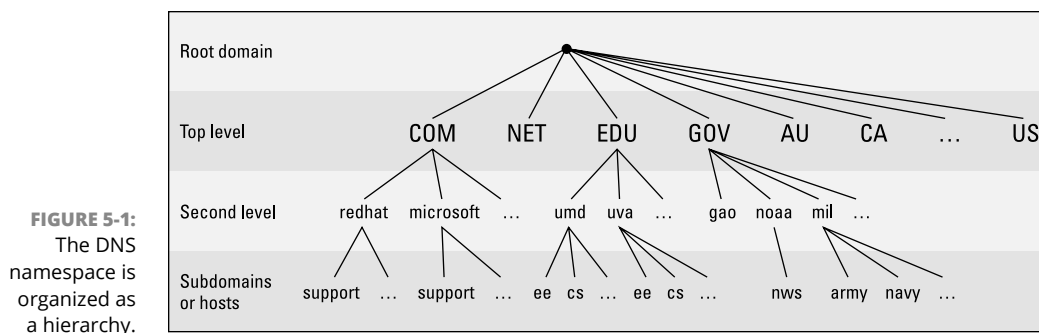 Root domain
Top level COM NET EDU GOV AU CA ... US
Second level redhat microsoft ... umd uva ... gao noaa mil ...
Subdomains
or hosts support ... support ... ee cs ... ee cs ... nws army navy ...
FIGURE 5-1:
The DNS
namespace is
organized as
a hierarchy.